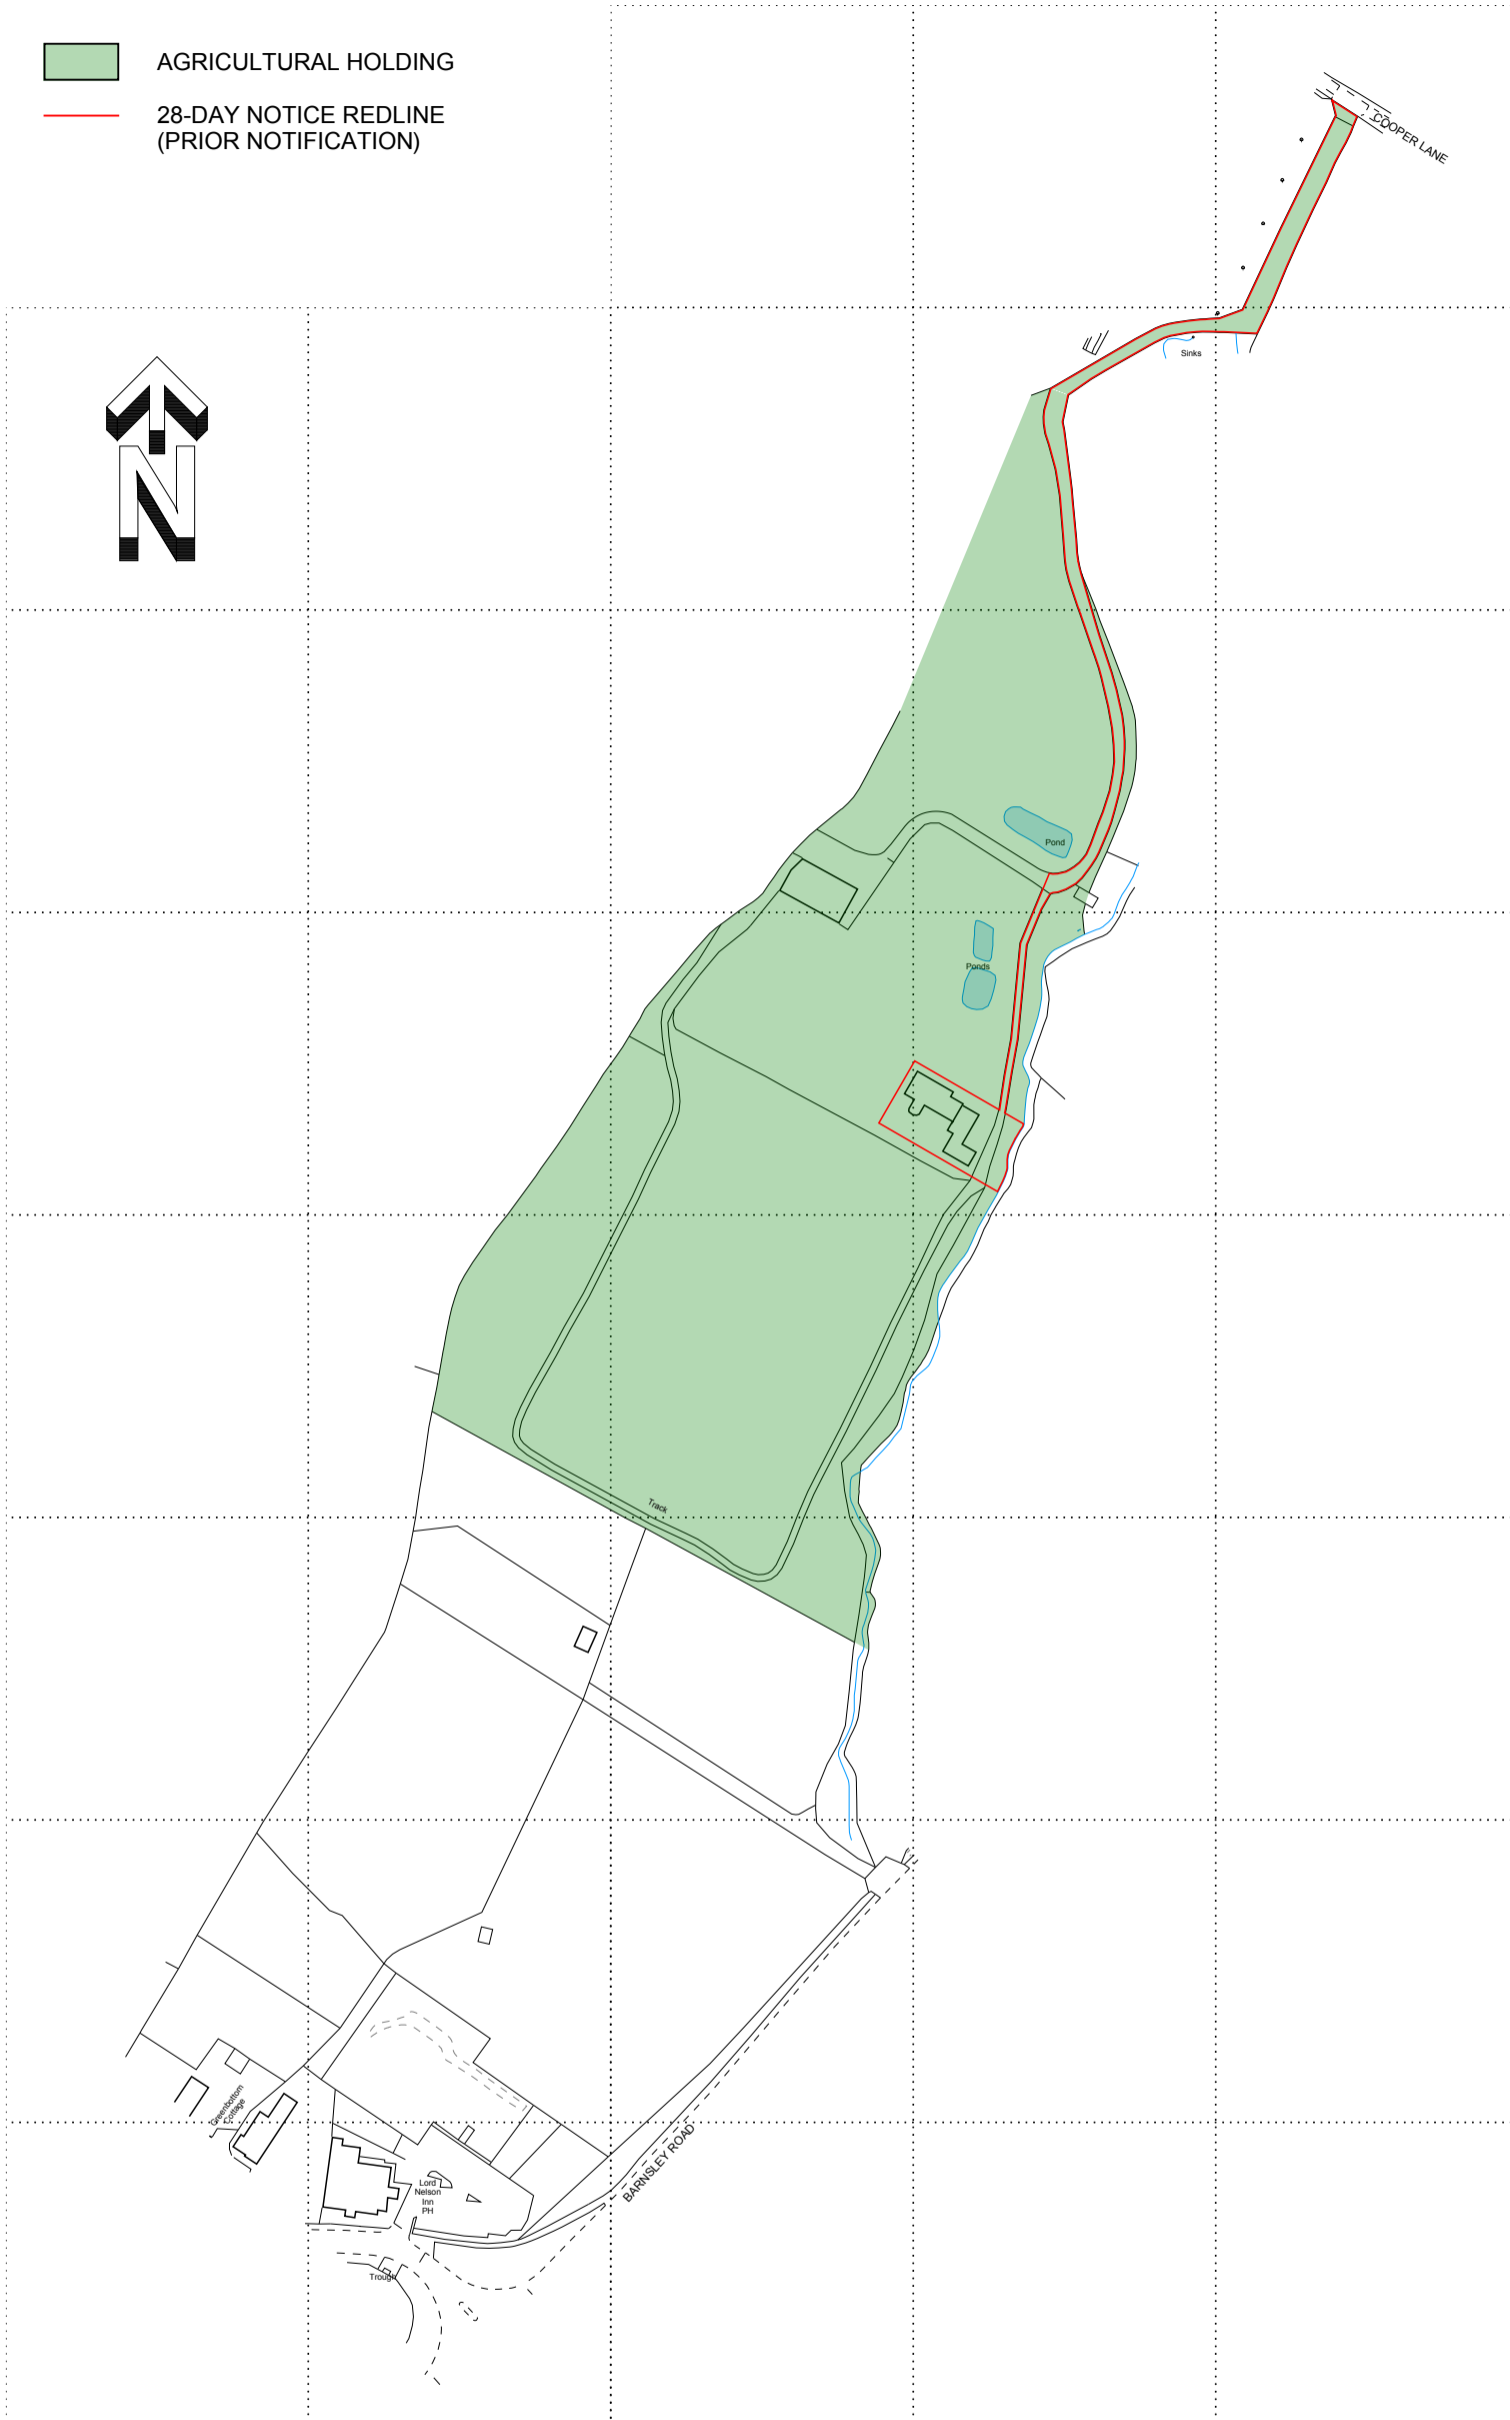 AGRICULTURAL HOLDING
28-DAY NOTICE REDLINE
(PRIOR NOTIFICATION)
COOPER LANE
Sinks
N
Pond
Ponds
Track
Greenbottom
Cottage
Lord
Nelson
Inn
PH
BARNSLEY ROAD
Trough